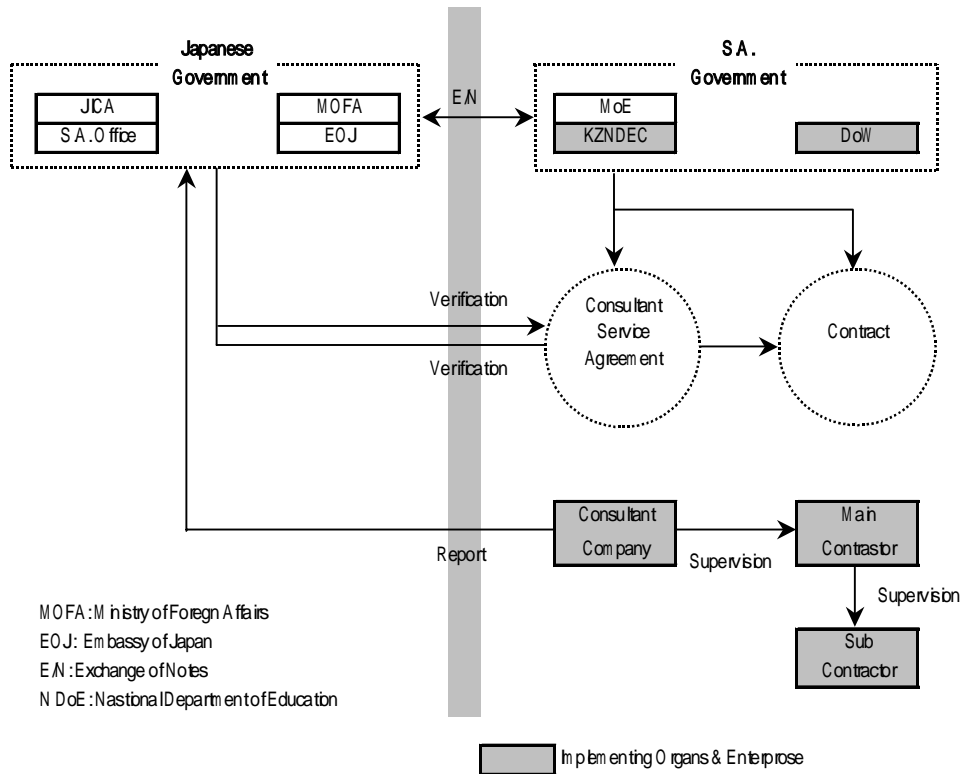 Japanese
Government
JICA
S.A. Office
MOFA
EOJ
E/N
S.A.
Government
MoE
KZNDEC
DoW
Verification
Verification
Consultant
Service
Agreement
Contract
Consultant
Company
Main
Contrastor
Report
Supervision
Supervision
Sub
Contractor
MOFA: Ministry of Foregn Affairs
EOJ: Embassy of Japan
E/N: Exchange of Notes
N DoE: Nastional Department of Education
Implementing Organs & Enterprose